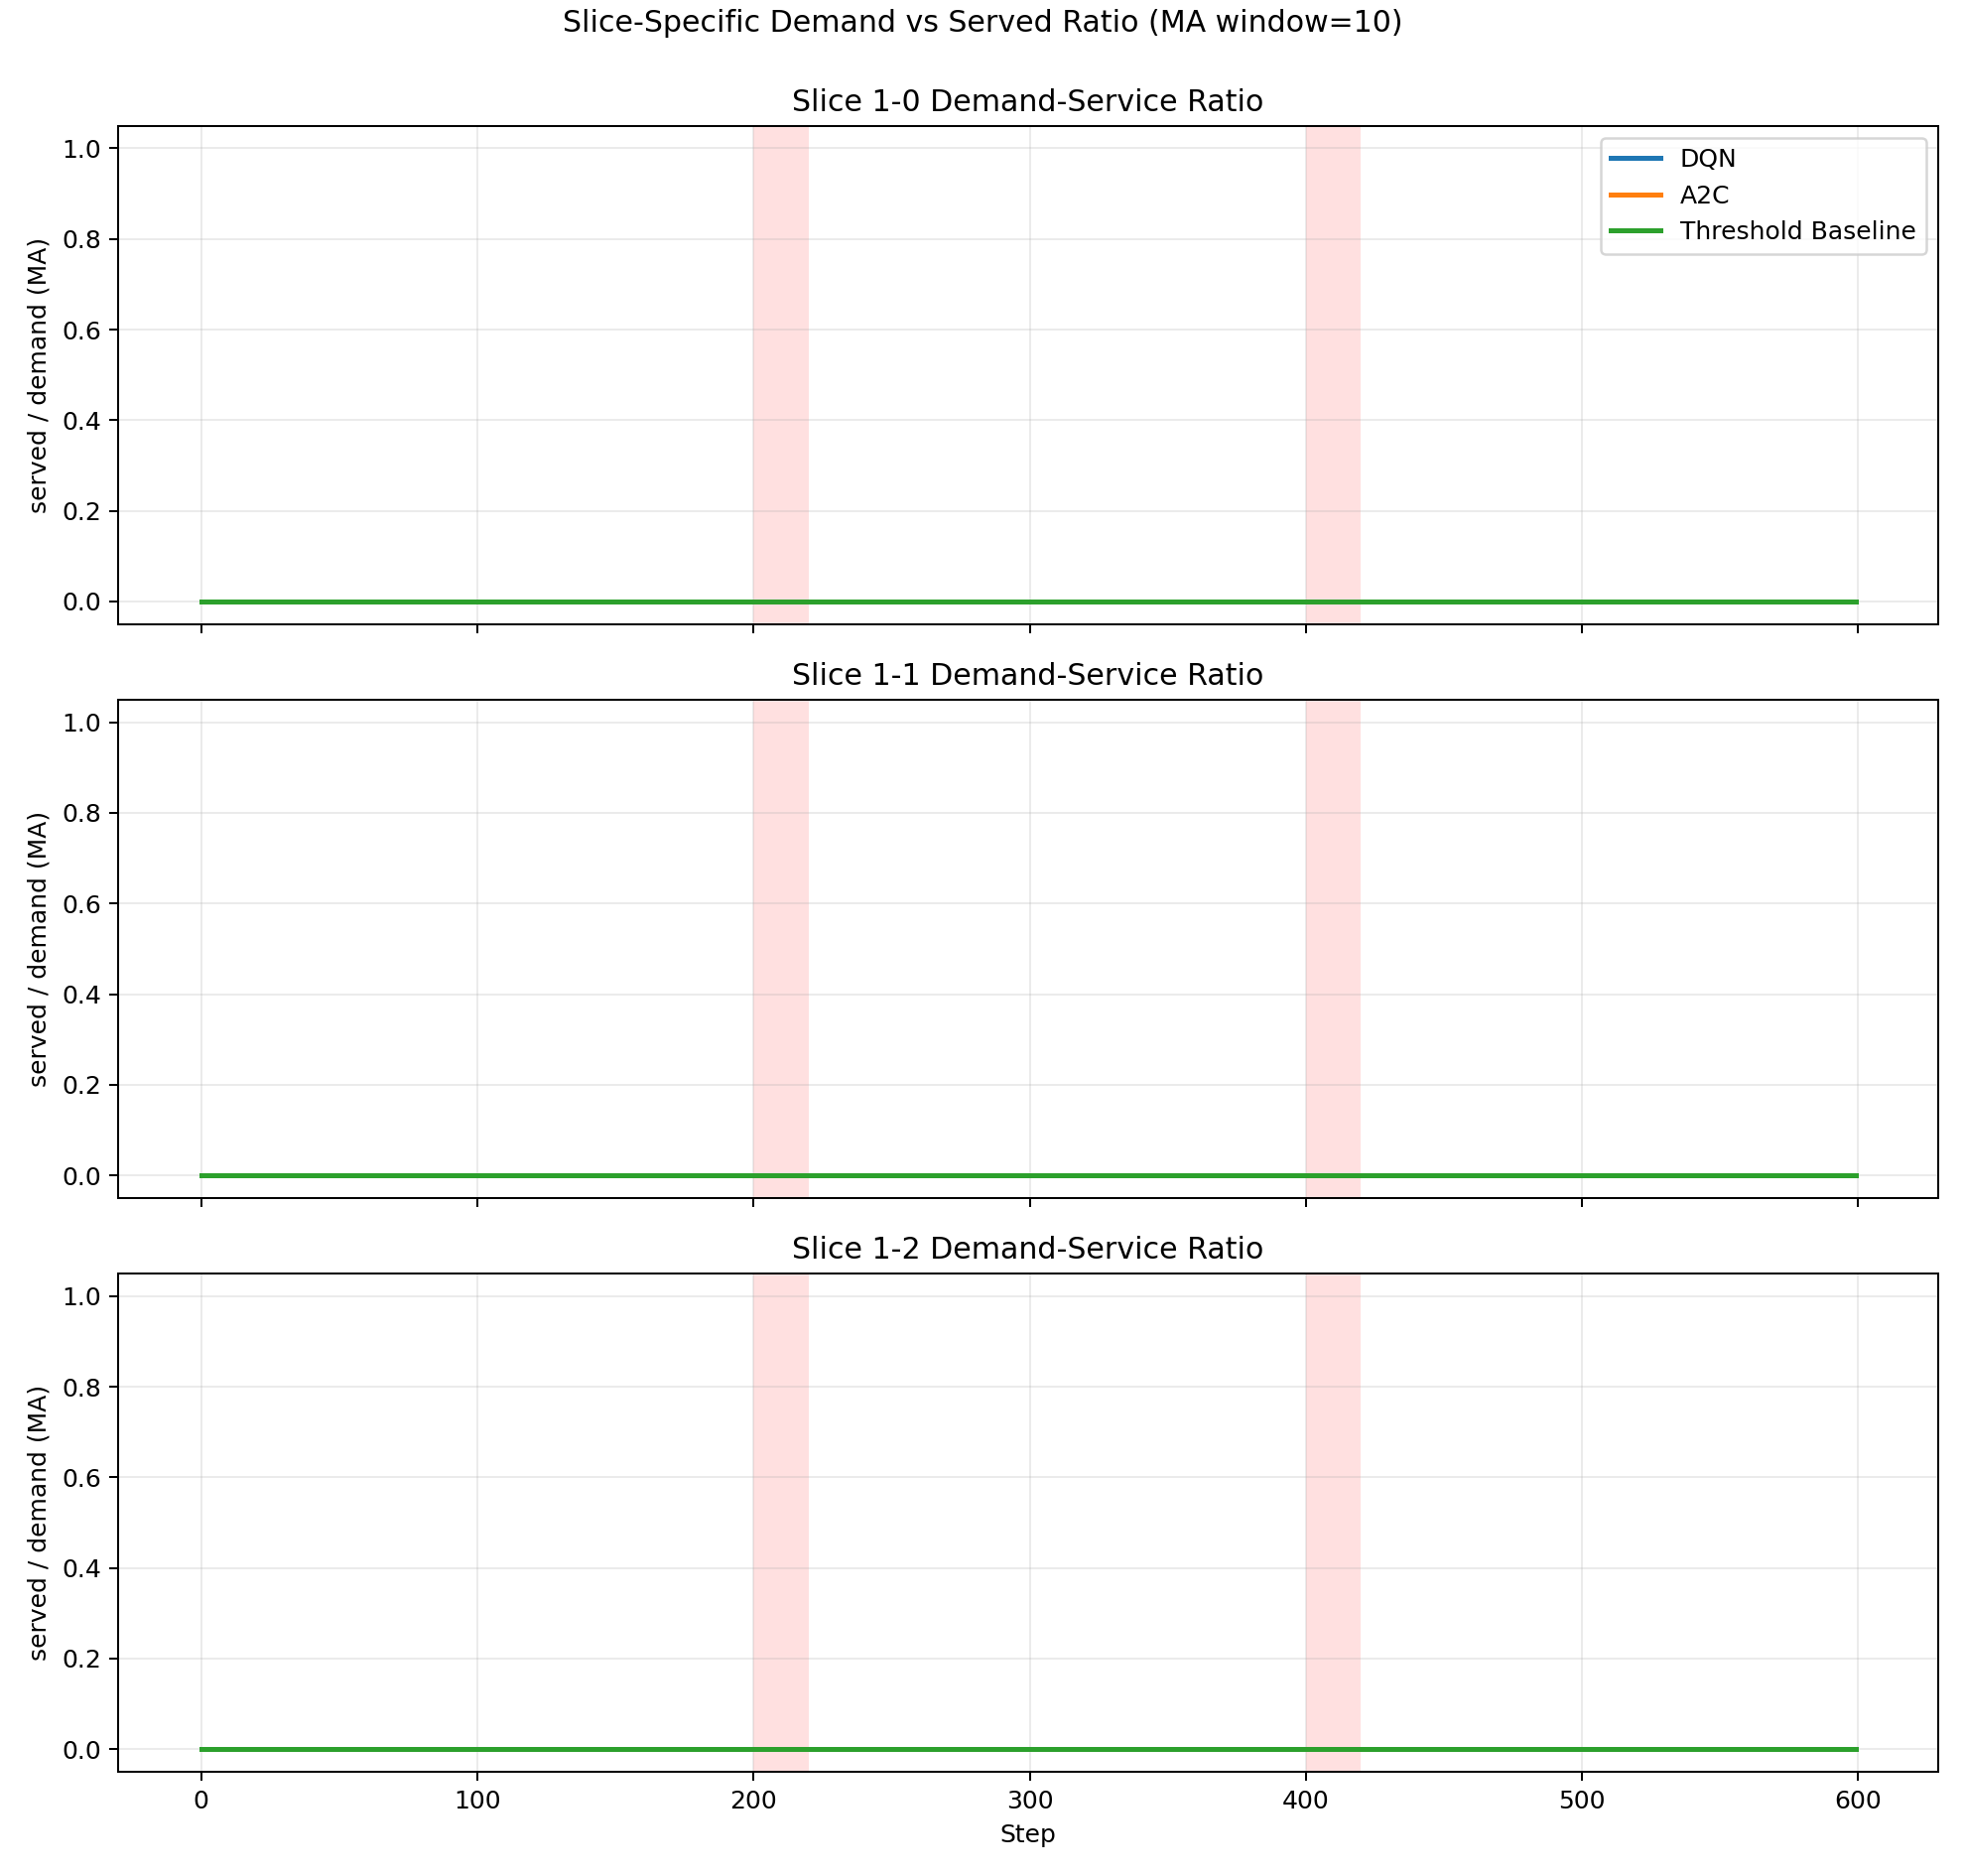 Slice-Specific Demand vs Served Ratio (MA window=10)
Slice 1-0 Demand-Service Ratio
served / demand (MA)
1.0
0.8
0.6
0.4
0.2
0.0
DQN
A2C
Threshold Baseline
Slice 1-1 Demand-Service Ratio
served / demand (MA)
1.0
0.8
0.6
0.4
0.2
0.0
Slice 1-2 Demand-Service Ratio
served / demand (MA)
1.0
0.8
0.6
0.4
0.2
0.0
0 100 200 300 400 500 600
Step